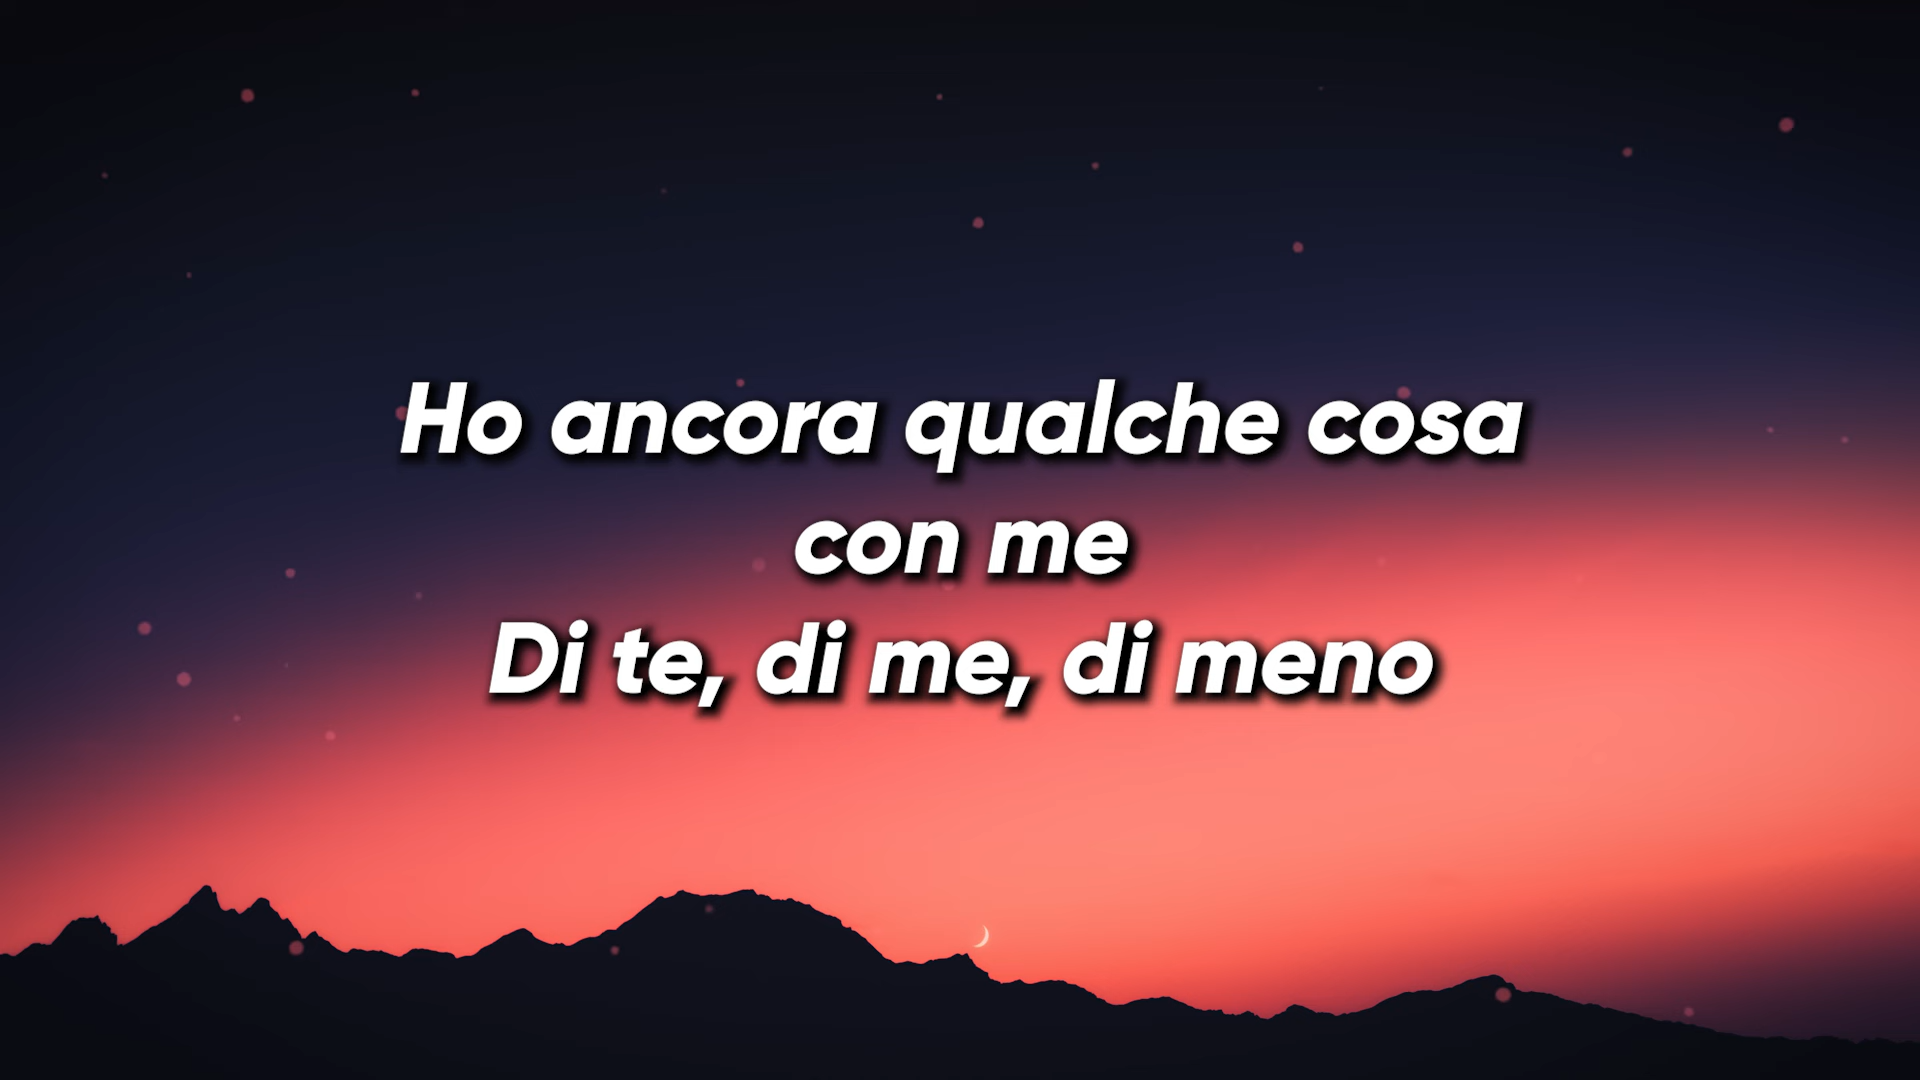 Ho ancora qualche cosa
con me
Di te, di me, di meno